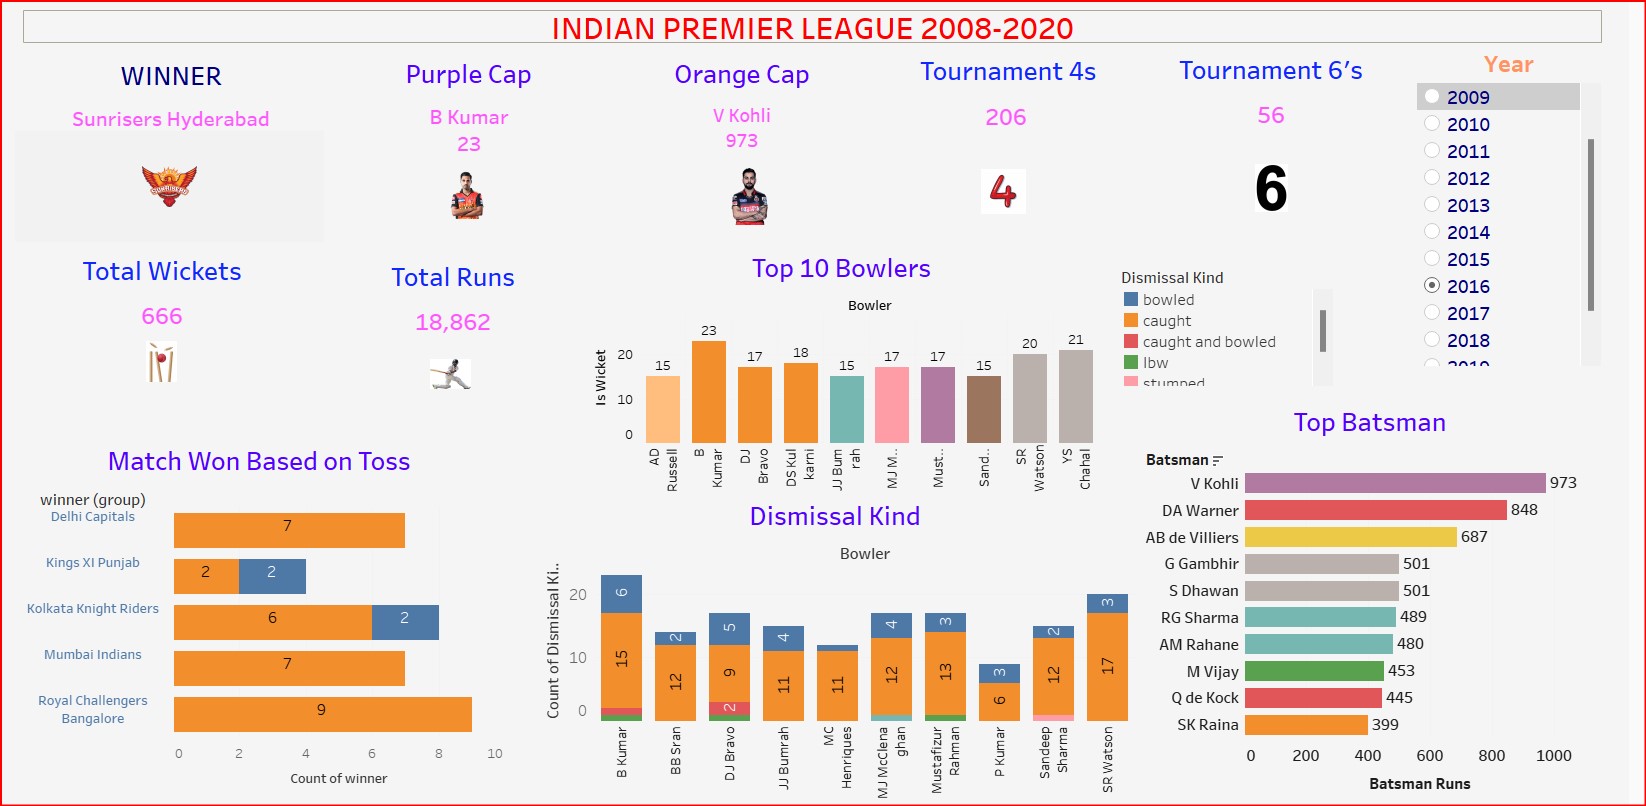 INDIAN PREMIER LEAGUE 2008-2020
WINNER
Sunrisers Hyderabad
SUNRISERS
Purple Cap
B Kumar
23
Orange Cap
V Kohli
973
Tournament 4s
206
4
Tournament 6’s
56
6
Year
2009
2010
2011
2012
2013
2014
2015
2016
2017
2018
2019
Total Wickets
666
Total Runs
18,862
Top 10 Bowlers
Bowler
Is Wicket
20
10
0
15
23
17
18
15
17
17
15
20
21
AD
Russell
B
Kumar
DJ
Bravo
DS Kul
karni
JJ Bum
rah
MJ M..
Must..
Sand..
SR
Watson
YS
Chahal
Dismissal Kind
bowled
caught
caught and bowled
lbw
stumped
Match Won Based on Toss
winner (group)
Delhi Capitals
7
Kings XI Punjab
2
2
Kolkata Knight Riders
6
2
Mumbai Indians
7
Royal Challengers
Bangalore
9
0
2
4
6
8
10
Count of winner
Dismissal Kind
Bowler
Count of Dismissal Ki..
20
10
0
6
15
2
12
5
9
2
4
11
11
4
12
3
13
3
6
2
12
3
17
B Kumar
BB Sran
DJ Bravo
JJ Bumrah
MC
Henriques
MJ McClena
ghan
Mustafizur
Rahman
P Kumar
Sandeep
Sharma
SR Watson
Top Batsman
Batsman
V Kohli 973
DA Warner 848
AB de Villiers 687
G Gambhir 501
S Dhawan 501
RG Sharma 489
AM Rahane 480
M Vijay 453
Q de Kock 445
SK Raina 399
0
200
400
600
800
1000
Batsman Runs